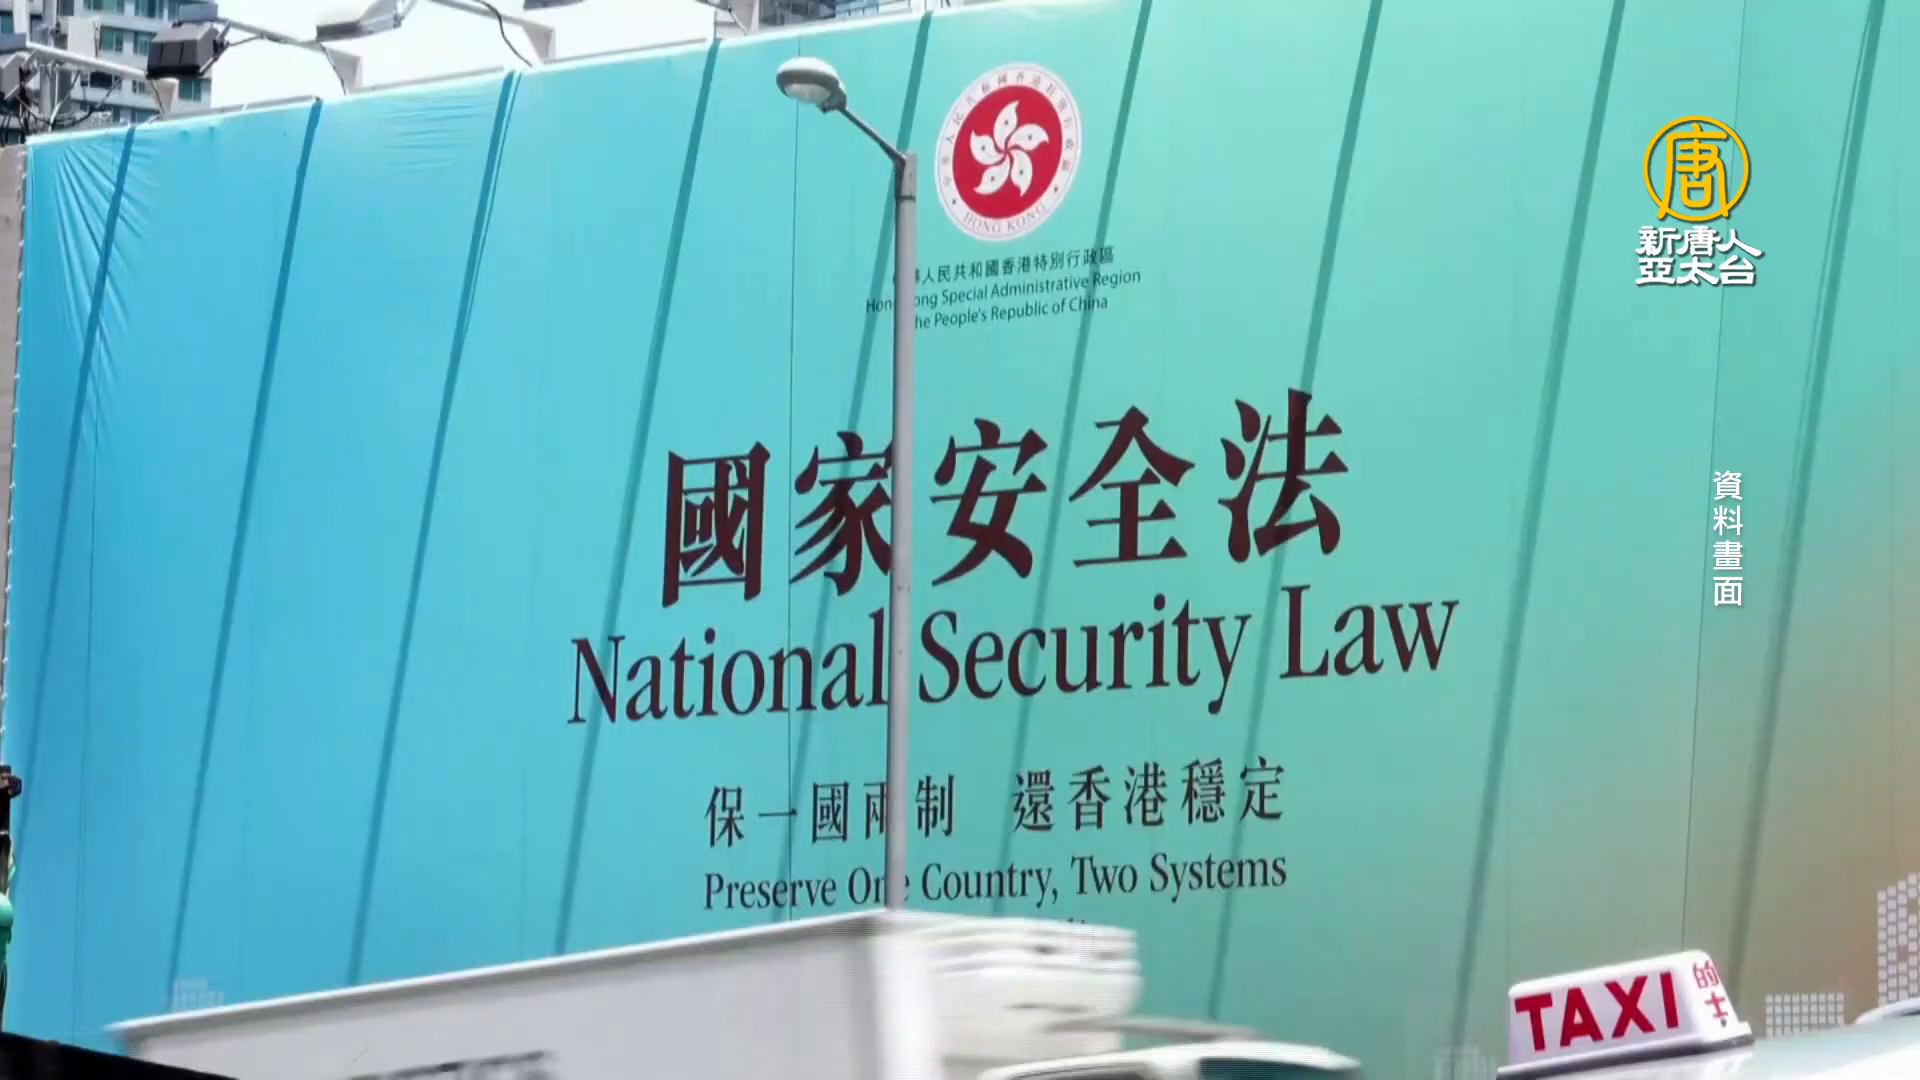 唐
新唐人
亞太台
資料畫面
HONG KONG
人民共和國香港特別行政區
Special Administrative Region
People's Republic of China
國家安全法
National Security Law
保一國兩制 還香港穩定
Preserve One Country, Two Systems
TAXI 的士